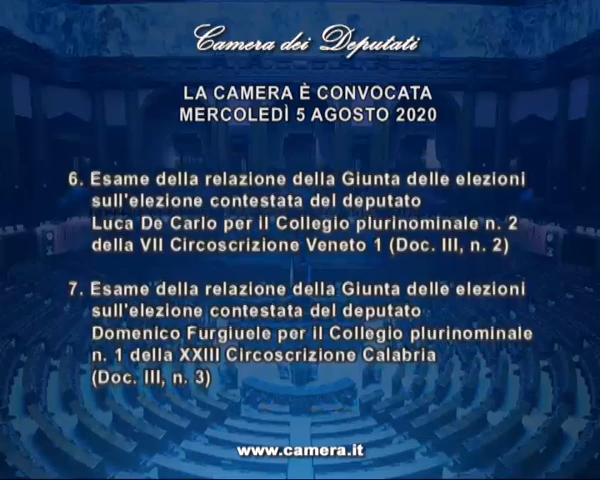 Camera dei Deputati
LA CAMERA È CONVOCATA
MERCOLEDÌ 5 AGOSTO 2020
6. Esame della relazione della Giunta delle elezioni
sull'elezione contestata del deputato
Luca De Carlo per il Collegio plurinominale n. 2
della VII Circoscrizione Veneto 1 (Doc. III, n. 2)
7. Esame della relazione della Giunta delle elezioni
sull'elezione contestata del deputato
Domenico Furgiuele per il Collegio plurinominale
n. 1 della XXIII Circoscrizione Calabria
(Doc. III, n. 3)
www.camera.it